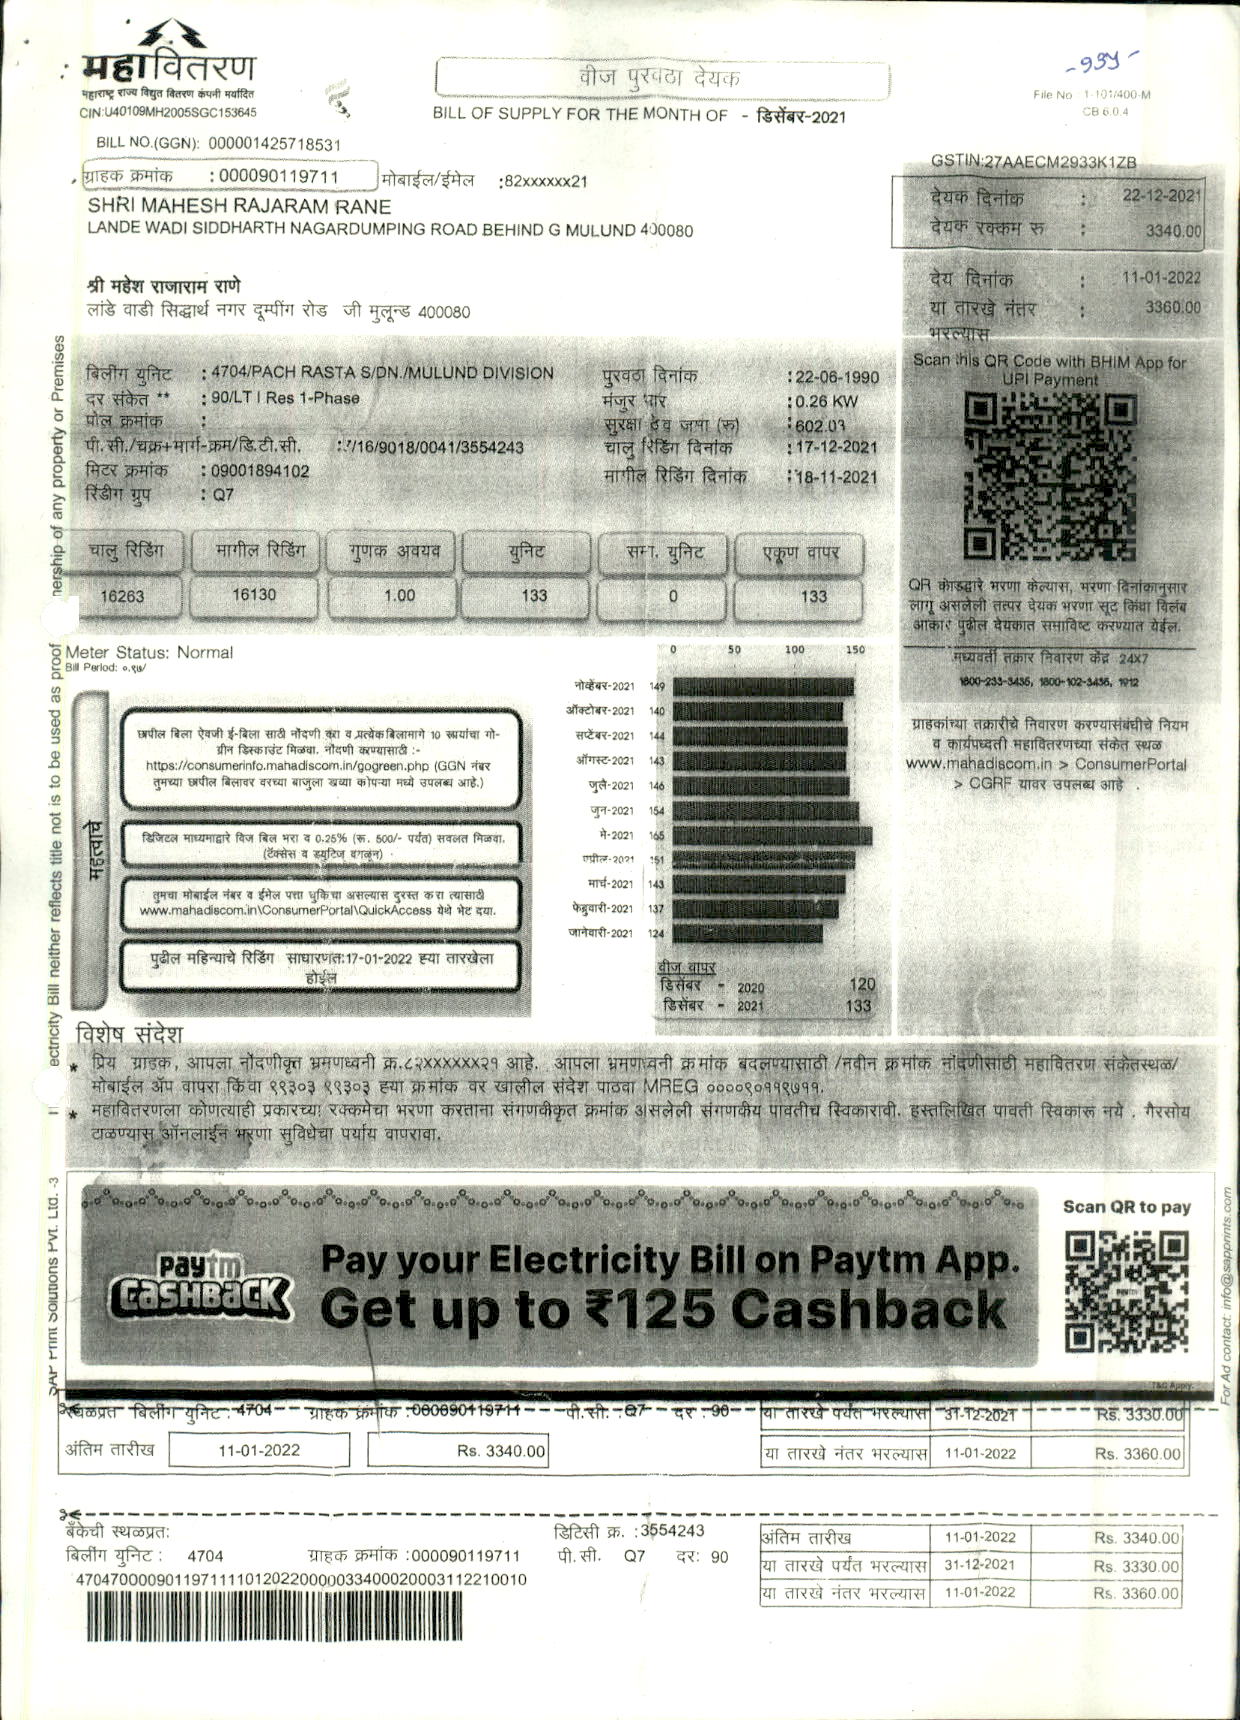 महावितरण
महाराष्ट्र राज्य विद्युत वितरण कंपनी मर्यादित
CIN:U40109MH2005SGC153645
वीज पुरवठा देयक
BILL OF SUPPLY FOR THE MONTH OF - डिसेंबर-2021
-934-
File No 1-101/400-M
CB 6.0.4
BILL NO.(GGN): 000001425718531
GSTIN:27AAECM2933K1ZB
ग्राहक क्रमांक :000090119711 मोबाईल/ईमेल :82xxxxxx21
SHRI MAHESH RAJARAM RANE
LANDE WADI SIDDHARTH NAGARDUMPING ROAD BEHIND G MULUND 400080
देयक दिनांक : 22-12-2021
देयक रक्कम रु : 3340.00
देय दिनांक : 11-01-2022
या तारखे नंतर : 3360.00
भरल्यास
श्री महेश राजाराम राणे
लांडे वाडी सिद्धार्थ नगर दूम्पींग रोड जी मुलून्ड 400080
बिलींग युनिट : 4704/PACH RASTA S/DN./MULUND DIVISION
दर संकेत ** : 90/LT I Res 1-Phase
पोल क्रमांक :
पी.सी./चक्र+मार्ग-क्रम/डि.टी.सी. :7/16/9018/0041/3554243
मिटर क्रमांक : 09001894102
रिडींग ग्रुप : Q7
पुरवठा दिनांक :22-06-1990
मंजुर भार :0.26 KW
सुरक्षा ठेव जमा (रु) :602.03
चालु रिडिंग दिनांक :17-12-2021
मागील रिडिंग दिनांक :18-11-2021
Scan this QR Code with BHIM App for
UPI Payment
QR कोडद्वारे भरणा केल्यास, भरणा दिनांकानुसार
लागू असलेली तत्पर देयक भरणा सूट किंवा विलंब
आकार पुढील देयकात समाविष्ट करण्यात येईल.
मध्यवर्ती तक्रार निवारण केंद्र 24X7
1800-233-3435, 1800-102-3435, 1912
ग्राहकांच्या तक्रारीचे निवारण करण्यासंबंधीचे नियम
व कार्यपध्दती महावितरणच्या संकेत स्थळ
www.mahadiscom.in > ConsumerPortal
> CGRF यावर उपलब्ध आहे .
चालु रिडिंग मागील रिडिंग गुणक अवयव युनिट समा. युनिट एकूण वापर
16263 16130 1.00 133 0 133
Meter Status: Normal
Bill Period: ०.९७/
महत्वाचे
छापील बिला ऐवजी ई-बिला साठी नोंदणी करा व प्रत्येक बिलामागे 10 रूपयांचा गो-
ग्रीन डिस्काउंट मिळवा. नोंदणी करण्यासाठी :-
https://consumerinfo.mahadiscom.in/gogreen.php (GGN नंबर
तुमच्या छापील बिलावर वरच्या बाजुला डाव्या कोपऱ्या मध्ये उपलब्ध आहे.)
डिजिटल माध्यमाद्वारे विज बिल भरा व 0.25% (रू. 500/- पर्यंत) सवलत मिळवा.
(टॅक्सेस व ड्युटिज वगळून)
तुमचा मोबाईल नंबर व ईमेल पत्ता चुकिचा असल्यास दुरस्त करा त्यासाठी
www.mahadiscom.in\ConsumerPortal\QuickAccess येथे भेट दया.
पुढील महिन्याचे रिडिंग साधारणत:17-01-2022 ह्या तारखेला
होईल
0 50 100 150
नोव्हेंबर-2021 149
ऑक्टोबर-2021 140
सप्टेंबर-2021 144
ऑगस्ट-2021 143
जुलै-2021 146
जुन-2021 154
मे-2021 165
एप्रील-2021 151
मार्च-2021 143
फेब्रुवारी-2021 137
जानेवारी-2021 124
वीज वापर
डिसेंबर - 2020 120
डिसेंबर - 2021 133
विशेष संदेश
* प्रिय ग्राहक, आपला नोंदणीकृत भ्रमणध्वनी क्र.८२XXXXXX२१ आहे. आपला भ्रमणध्वनी क्रमांक बदलण्यासाठी /नवीन क्रमांक नोंदणीसाठी महावितरण संकेतस्थळ/
मोबाईल ॲप वापरा किंवा ९९३०३ ९९३०३ ह्या क्रमांक वर खालील संदेश पाठवा MREG ००००९०११९७११.
* महावितरणला कोणत्याही प्रकारच्या रक्कमेचा भरणा करताना संगणकीकृत क्रमांक असलेली संगणकीय पावतीच स्विकारावी. हस्तलिखित पावती स्विकारू नये . गैरसोय
टाळण्यास ऑनलाईन भरणा सुविधेचा पर्याय वापरावा.
ectricity Bill neither reflects title not is to be used as proof nership of any property or Premises
SAP Print Solutions Pvt. Ltd. -3
paytm
CASHBACK
Pay your Electricity Bill on Paytm App.
Get up to ₹125 Cashback
Scan QR to pay
T&C Apply.
For Ad contact: info@sapprints.com
स्थळप्रत बिलींग युनिट : 4704 ग्राहक क्रमांक :000090119711 पी.सी. :Q7 दर : 90 या तारखे पर्यंत भरल्यास 31-12-2021 Rs. 3330.00
अंतिम तारीख 11-01-2022 Rs. 3340.00 या तारखे नंतर भरल्यास 11-01-2022 Rs. 3360.00
बँकेची स्थळप्रत: डिटिसी क्र. :3554243
बिलींग युनिट : 4704 ग्राहक क्रमांक :000090119711 पी.सी. Q7 दर: 90
अंतिम तारीख 11-01-2022 Rs. 3340.00
या तारखे पर्यंत भरल्यास 31-12-2021 Rs. 3330.00
या तारखे नंतर भरल्यास 11-01-2022 Rs. 3360.00
4704700009011971111012022000003340002000311​2210010